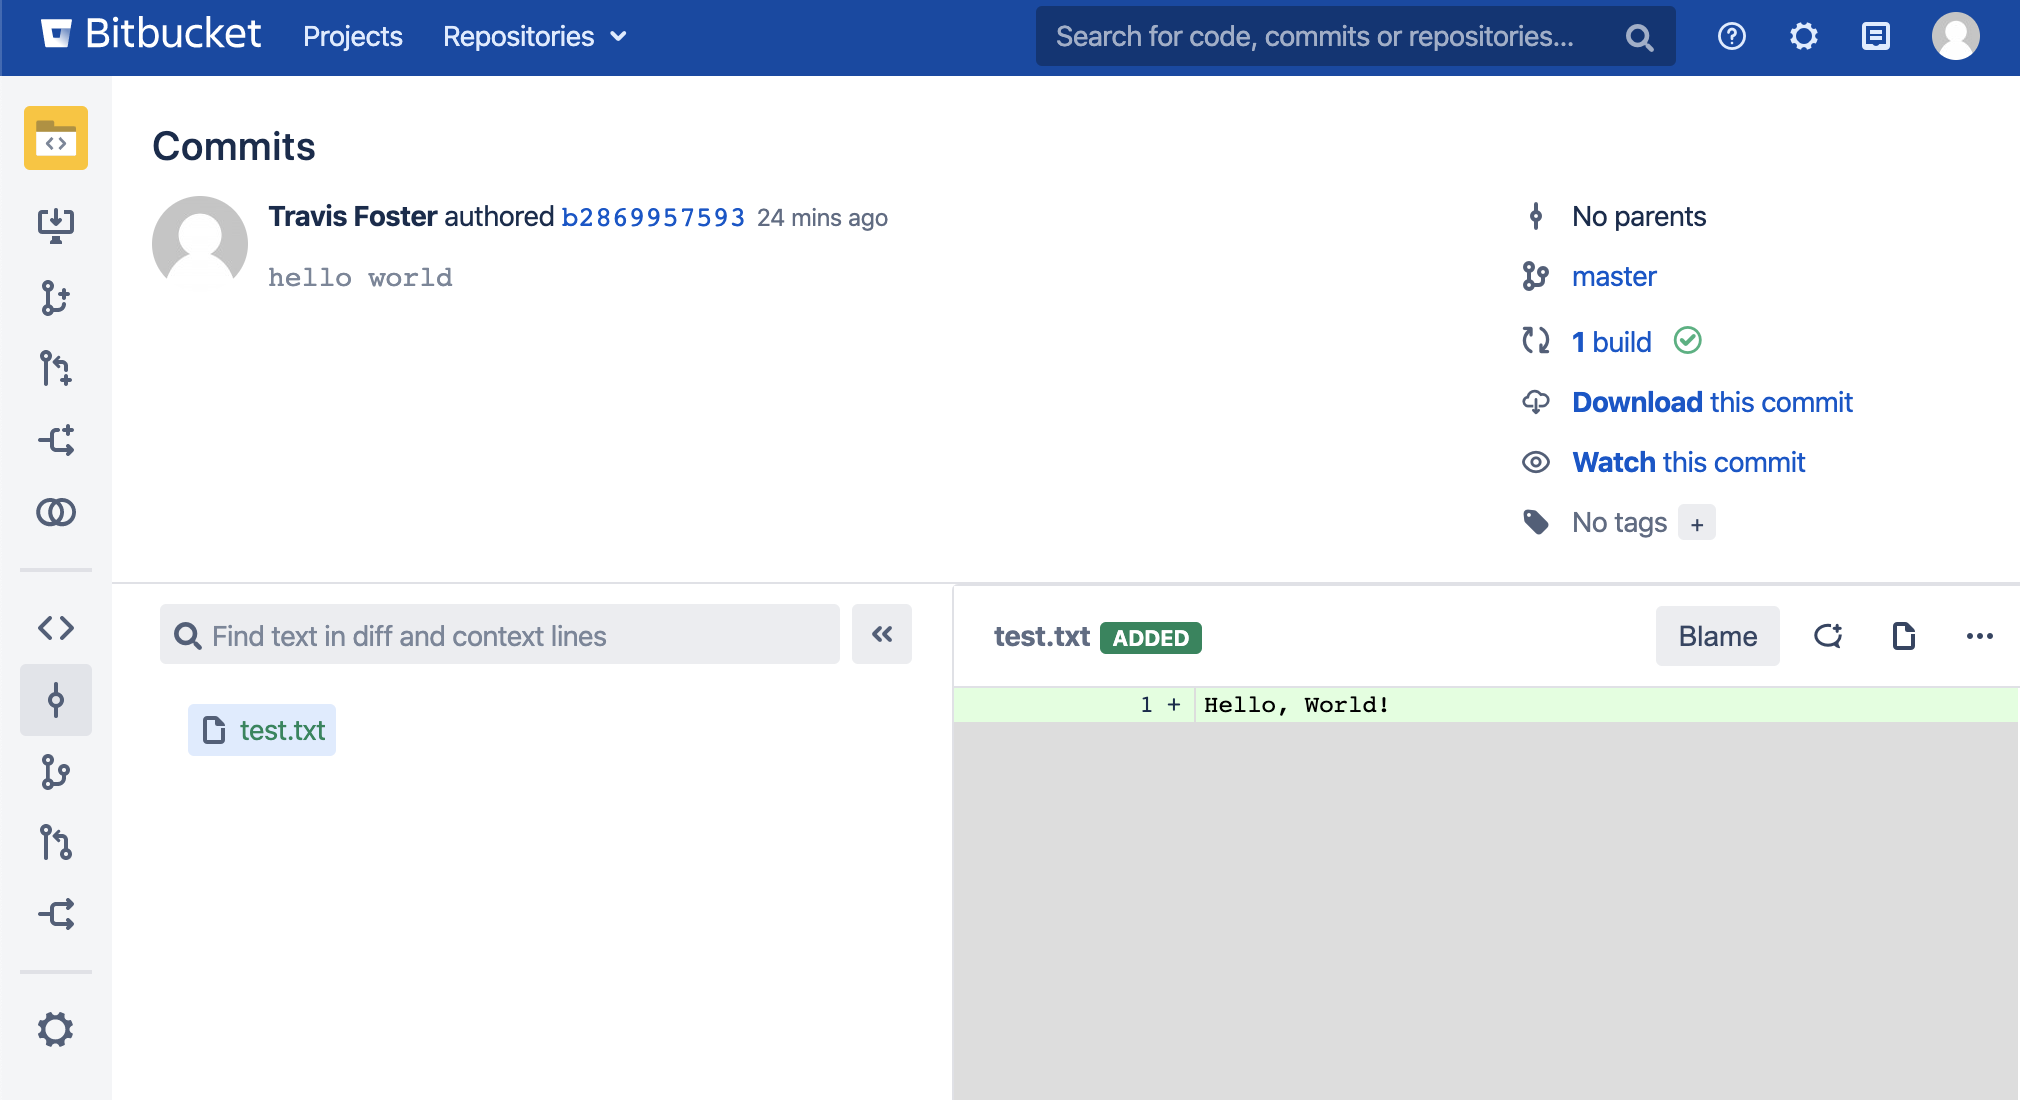 Bitbucket Projects Repositories Search for code, commits or repositories...
Commits
Travis Foster authored b2869957593 24 mins ago
hello world
No parents
master
1 build
Download this commit
Watch this commit
No tags +
Find text in diff and context lines
test.txt
test.txt ADDED Blame
1 + Hello, World!